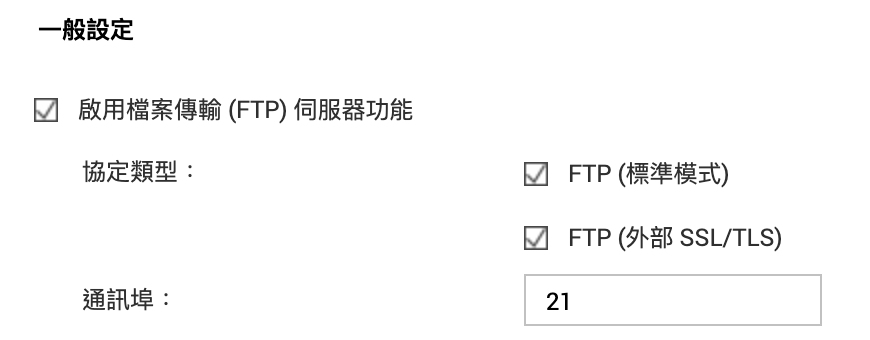 一般設定
啟用檔案傳輸 (FTP) 伺服器功能
協定類型：
FTP (標準模式)
FTP (外部 SSL/TLS)
通訊埠：
21